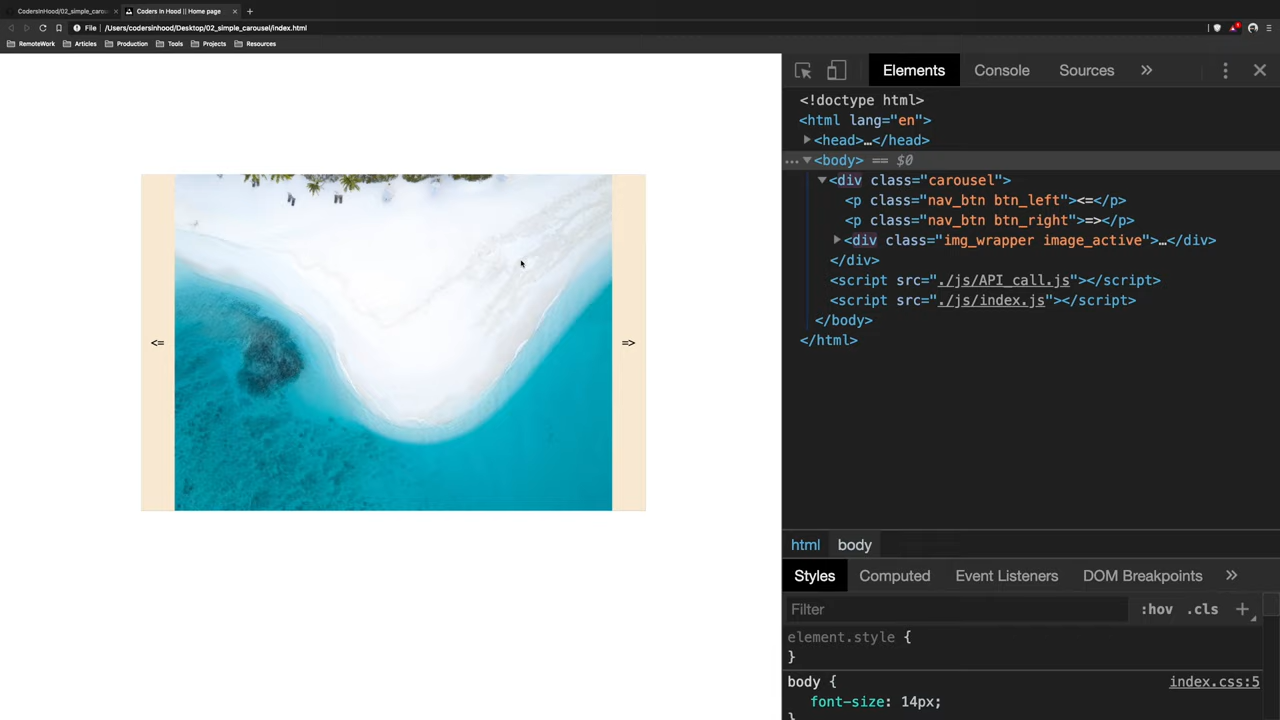 CodersInHood/02_simple_carous
Coders In Hood || Home page
File
/Users/codersinhood/Desktop/02_simple_carousel/index.html
RemoteWork
Articles
Production
Tools
Projects
Resources
<=
=>
Elements
Console
Sources
<!doctype html>
<html lang="en">
<head>…</head>
<body> == $0
<div class="carousel">
<p class="nav_btn btn_left"><=</p>
<p class="nav_btn btn_right">=></p>
<div class="img_wrapper image_active">…</div>
</div>
<script src="./js/API_call.js"></script>
<script src="./js/index.js"></script>
</body>
</html>
html
body
Styles
Computed
Event Listeners
DOM Breakpoints
Filter
:hov
.cls
element.style {
}
body {
index.css:5
font-size: 14px;